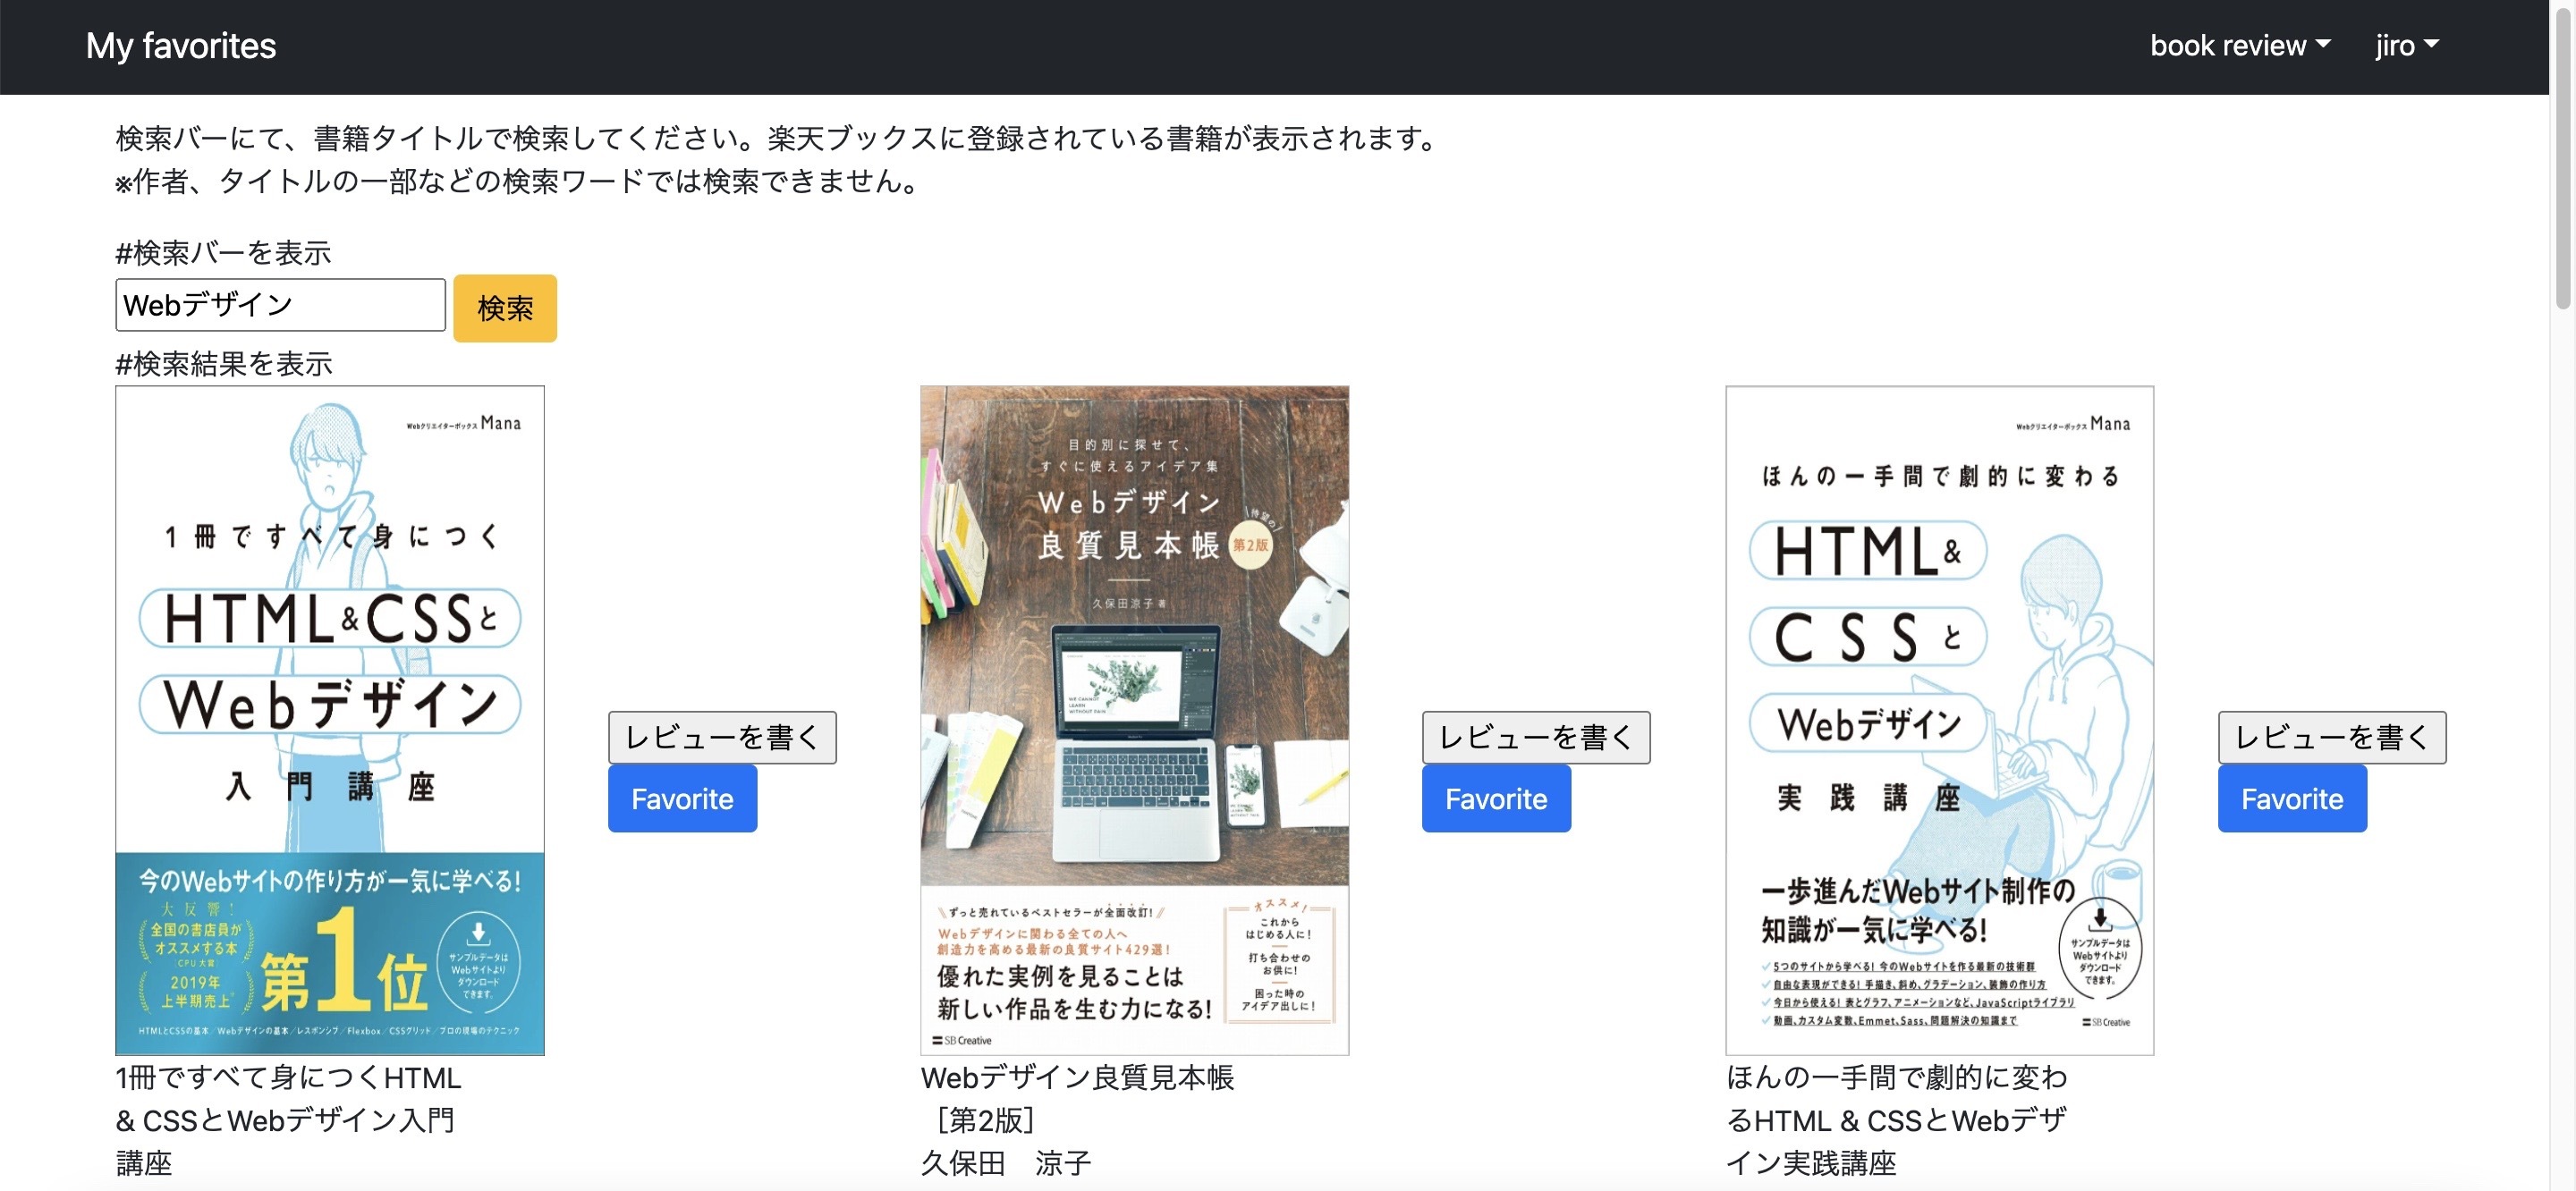 My favorites
book review
jiro
検索バーにて、書籍タイトルで検索してください。楽天ブックスに登録されている書籍が表示されます。
※作者、タイトルの一部などの検索ワードでは検索できません。
#検索バーを表示
Webデザイン
検索
#検索結果を表示
Webクリエイターボックス Mana
1冊ですべて身につく
HTML&CSSと
Webデザイン
入門講座
今のWebサイトの作り方が一気に学べる!
大反響!
全国の書店員が
オススメする本
CPU大賞
2019年
上半期売上
第1位
サンプルデータは
Webサイトより
ダウンロード
できます。
HTMLとCSSの基本/Webデザインの基本/レスポンシブ/Flexbox/CSSグリッド/プロの現場のテクニック
レビューを書く
Favorite
1冊ですべて身につくHTML
& CSSとWebデザイン入門
講座
目的別に探せて、
すぐに使えるアイデア集
Webデザイン
良質見本帳
待望の
第2版
久保田涼子 著
WE CANNOT
LEARN
WITHOUT PAIN
\\ずっと売れているベストセラーが全面改訂!//
Webデザインに関わる全ての人へ
創造力を高める最新の良質サイト429選!
優れた実例を見ることは
新しい作品を生む力になる!
オススメ!
これから
はじめる人に!
打ち合わせの
お供に!
困った時の
アイデア出しに!
SB Creative
レビューを書く
Favorite
Webデザイン良質見本帳
［第2版］
久保田　涼子
Webクリエイターボックス Mana
ほんの一手間で劇的に変わる
HTML&
CSSと
Webデザイン
実践講座
一歩進んだWebサイト制作の
知識が一気に学べる!
サンプルデータは
Webサイトより
ダウンロード
できます。
5つのサイトから学べる! 今のWebサイトを作る最新の技術群
自由な表現ができる! 手描き、斜め、グラデーション、装飾の作り方
今日から使える! 表とグラフ、アニメーションなど、JavaScriptライブラリ
動画、カスタム変数、Emmet、Sass、問題解決の知識まで
SB Creative
レビューを書く
Favorite
ほんの一手間で劇的に変わ
るHTML & CSSとWebデザ
イン実践講座